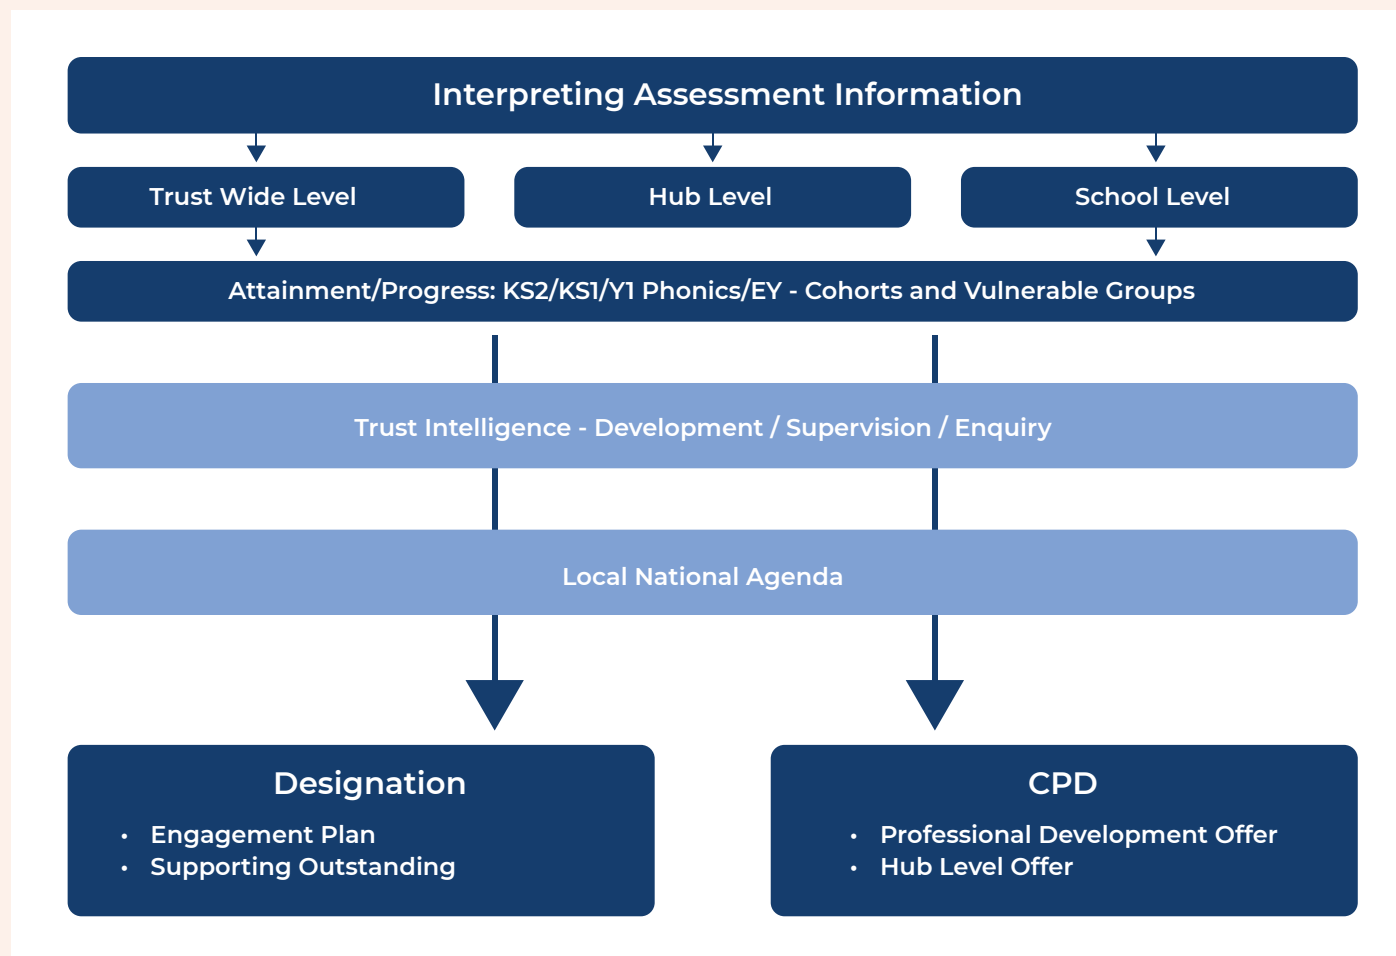 Interpreting Assessment Information
Trust Wide Level
Hub Level
School Level
Attainment/Progress: KS2/KS1/Y1 Phonics/EY - Cohorts and Vulnerable Groups
Trust Intelligence - Development / Supervision / Enquiry
Local National Agenda
Designation
• Engagement Plan
• Supporting Outstanding
CPD
• Professional Development Offer
• Hub Level Offer